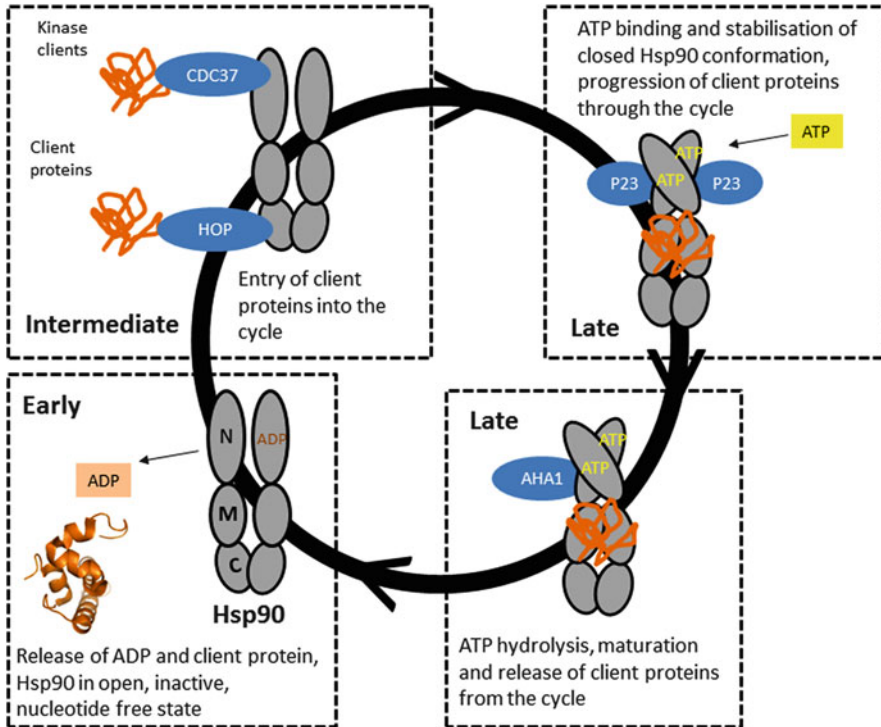 Kinase
clients
CDC37
Client
proteins
HOP
Entry of client
proteins into the
cycle
Intermediate
ATP binding and stabilisation of
closed Hsp90 conformation,
progression of client proteins
through the cycle
ATP
ATP
ATP
P23
P23
Late
Early
N
ADP
ADP
M
C
Hsp90
Release of ADP and client protein,
Hsp90 in open, inactive,
nucleotide free state
Late
ATP
ATP
AHA1
ATP hydrolysis, maturation
and release of client proteins
from the cycle